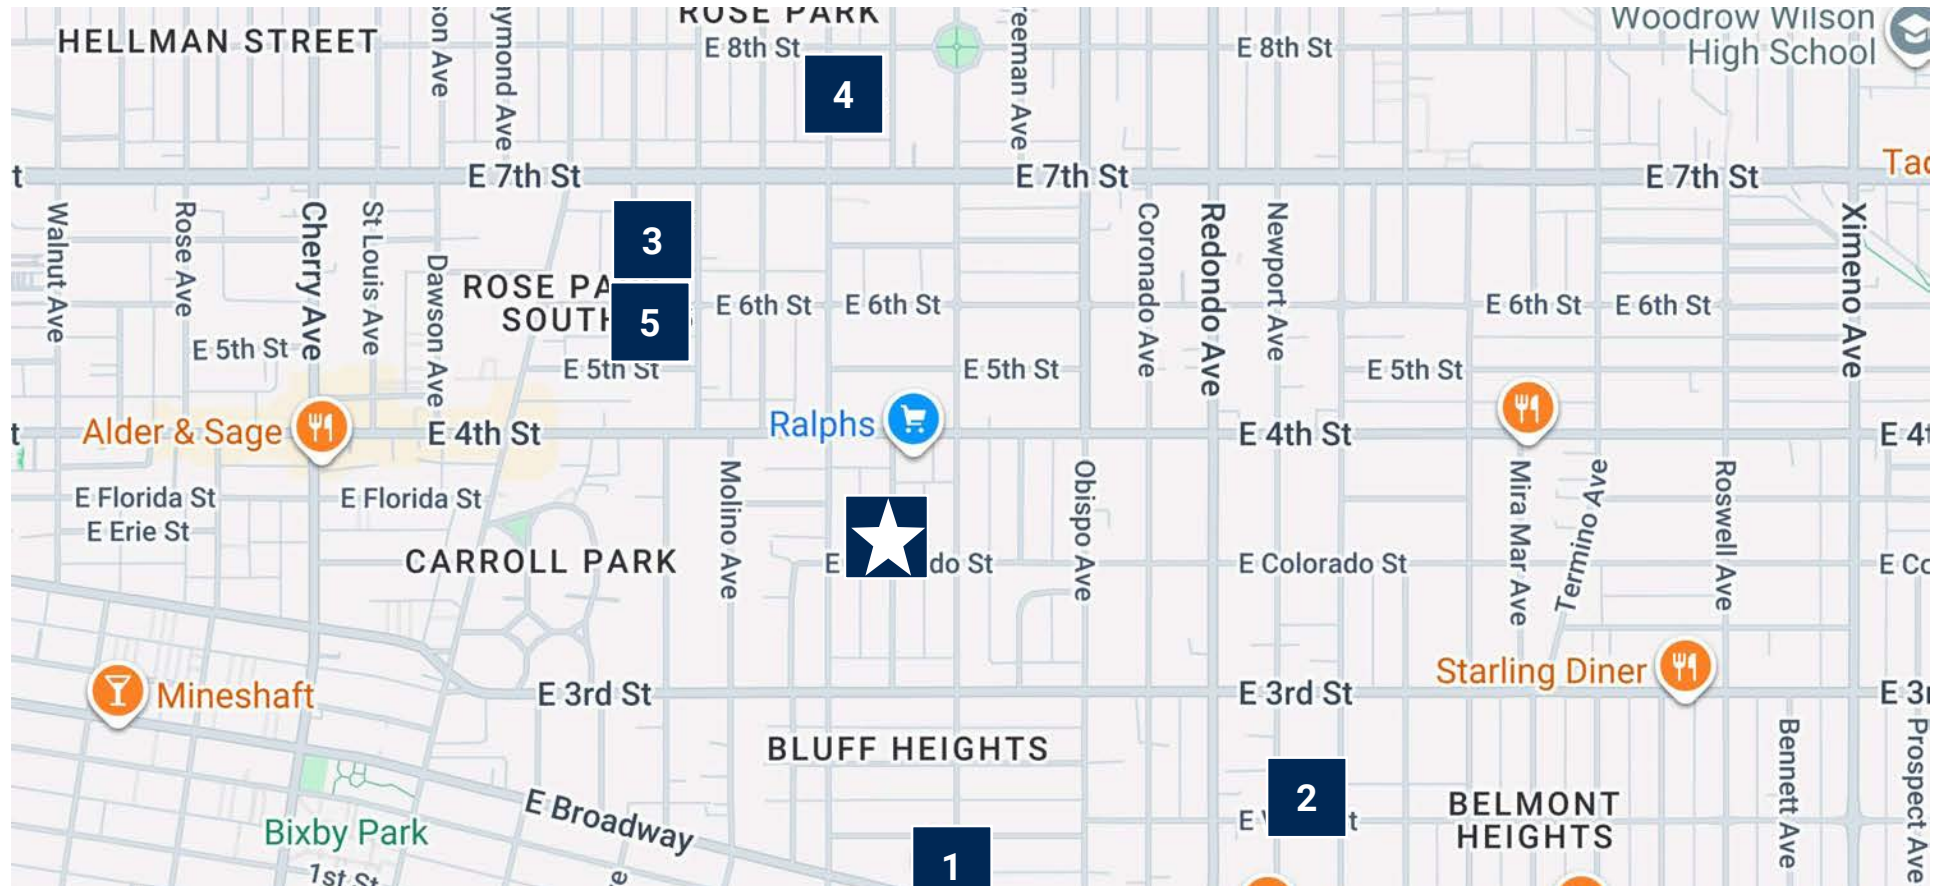 ROSE PARK
Woodrow Wilson
High School
HELLMAN STREET
E 8th St
E 8th St
4
E 7th St
E 7th St
E 7th St
Walnut Ave
Rose Ave
Cherry Ave
St Louis Ave
Dawson Ave
Coronado Ave
Redondo Ave
Newport Ave
Ximeno Ave
3
5
E 6th St
E 6th St
E 6th St
E 6th St
E 5th St
E 5th St
E 5th St
E 5th St
Alder & Sage
E 4th St
Ralphs
E 4th St
E Florida St
E Florida St
E Erie St
Molino Ave
Obispo Ave
Mira Mar Ave
Termino Ave
Roswell Ave
CARROLL PARK
E Colorado St
Mineshaft
E 3rd St
E 3rd St
Starling Diner
BLUFF HEIGHTS
Bennett Ave
Prospect Ave
2
BELMONT
HEIGHTS
E Broadway
Bixby Park
1